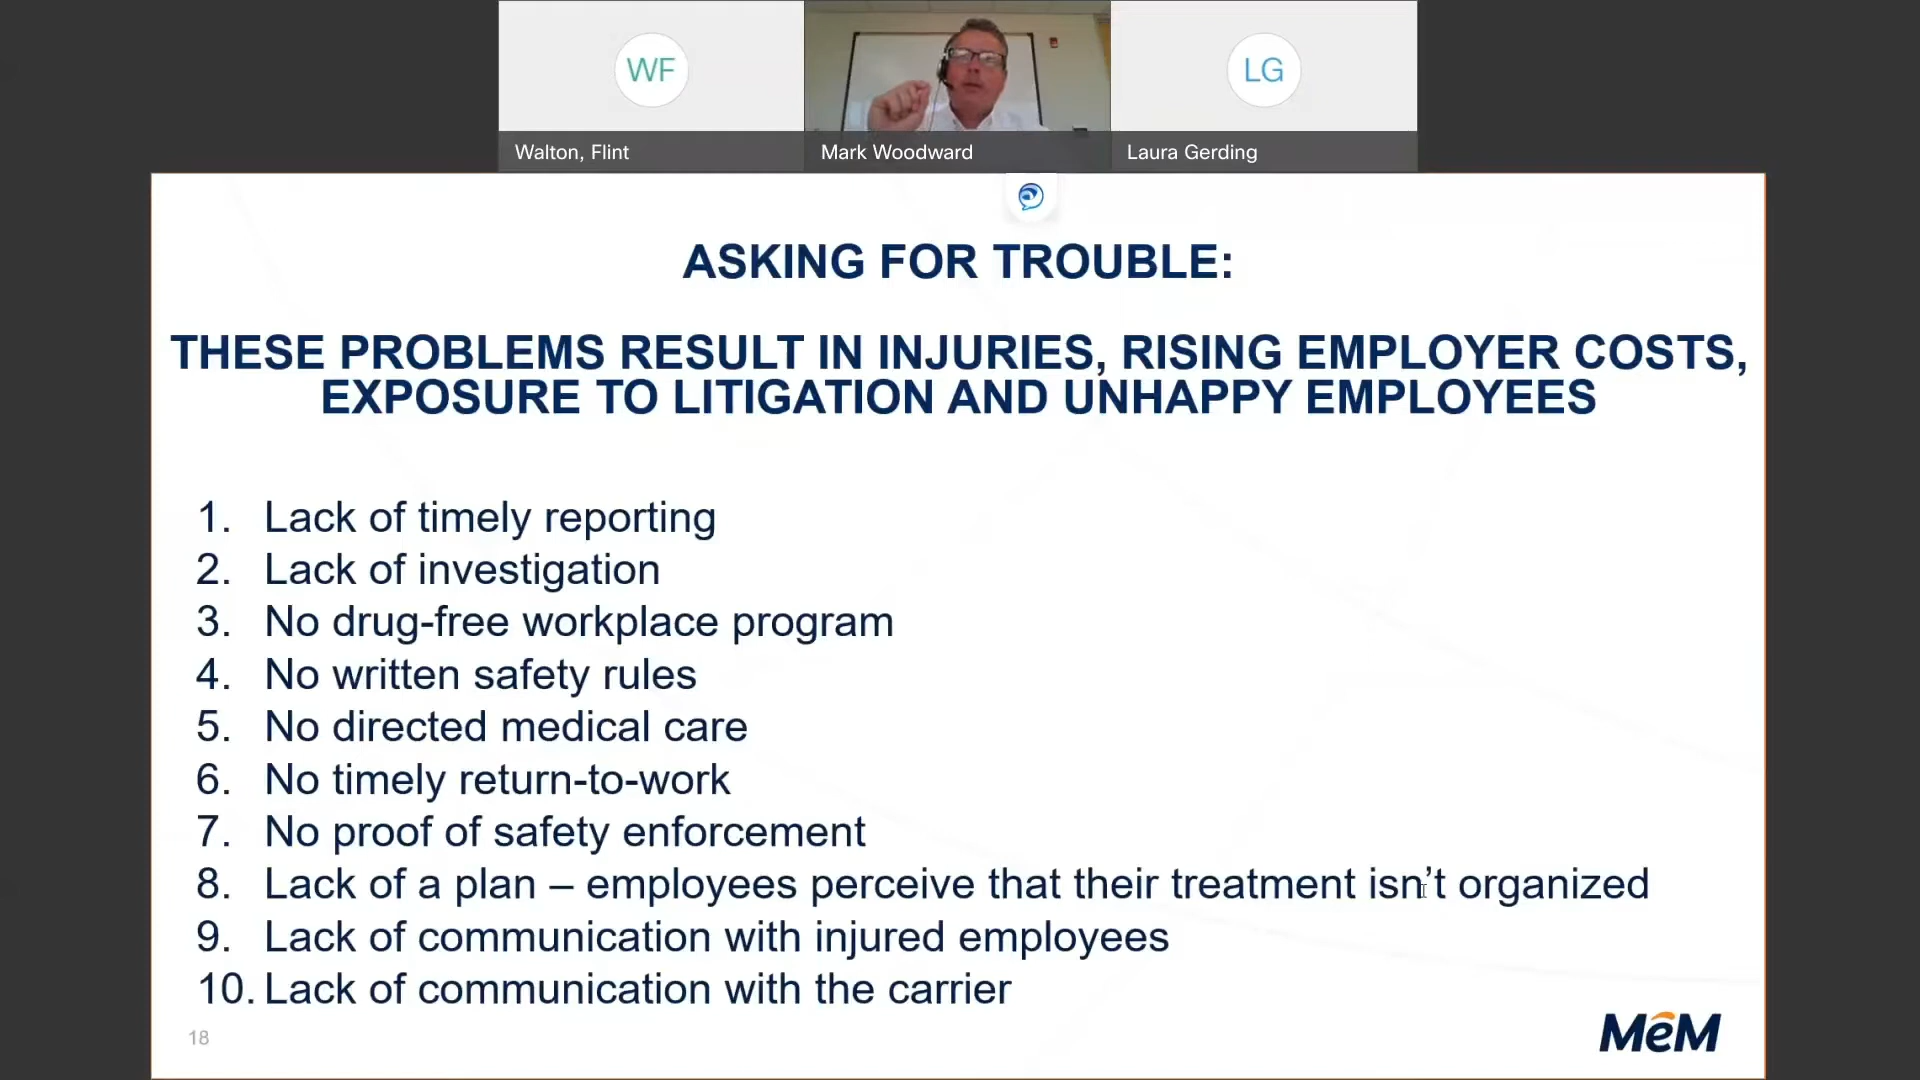 WF
LG
Walton, Flint
Mark Woodward
Laura Gerding
ASKING FOR TROUBLE:
THESE PROBLEMS RESULT IN INJURIES, RISING EMPLOYER COSTS,
EXPOSURE TO LITIGATION AND UNHAPPY EMPLOYEES
1. Lack of timely reporting
2. Lack of investigation
3. No drug-free workplace program
4. No written safety rules
5. No directed medical care
6. No timely return-to-work
7. No proof of safety enforcement
8. Lack of a plan – employees perceive that their treatment isn’t organized
9. Lack of communication with injured employees
10. Lack of communication with the carrier
18
MeM